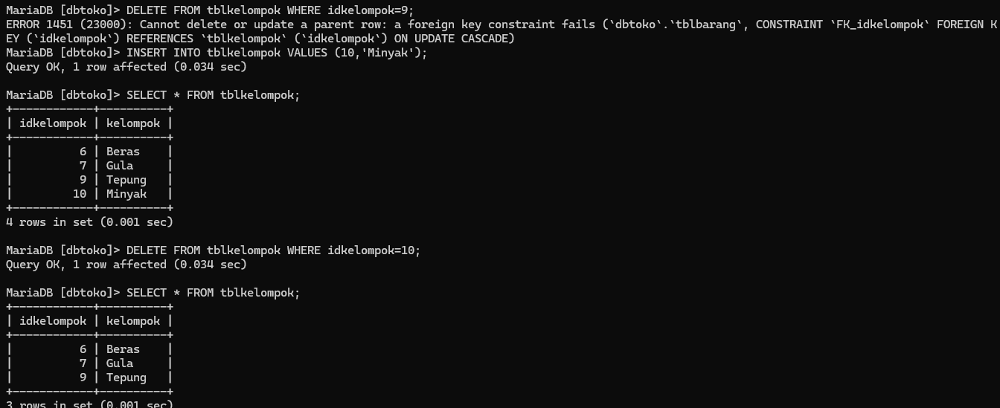 MariaDB [dbtoko]> DELETE FROM tblkelompok WHERE idkelompok=9;
ERROR 1451 (23000): Cannot delete or update a parent row: a foreign key constraint fails (`dbtoko`.`tblbarang`, CONSTRAINT `FK_idkelompok` FOREIGN K
EY (`idkelompok`) REFERENCES `tblkelompok` (`idkelompok`) ON UPDATE CASCADE)
MariaDB [dbtoko]> INSERT INTO tblkelompok VALUES (10,'Minyak');
Query OK, 1 row affected (0.034 sec)

MariaDB [dbtoko]> SELECT * FROM tblkelompok;
+------------+----------+
| idkelompok | kelompok |
+------------+----------+
|          6 | Beras    |
|          7 | Gula     |
|          9 | Tepung   |
|         10 | Minyak   |
+------------+----------+
4 rows in set (0.001 sec)

MariaDB [dbtoko]> DELETE FROM tblkelompok WHERE idkelompok=10;
Query OK, 1 row affected (0.034 sec)

MariaDB [dbtoko]> SELECT * FROM tblkelompok;
+------------+----------+
| idkelompok | kelompok |
+------------+----------+
|          6 | Beras    |
|          7 | Gula     |
|          9 | Tepung   |
+------------+----------+
3 rows in set (0.001 sec)